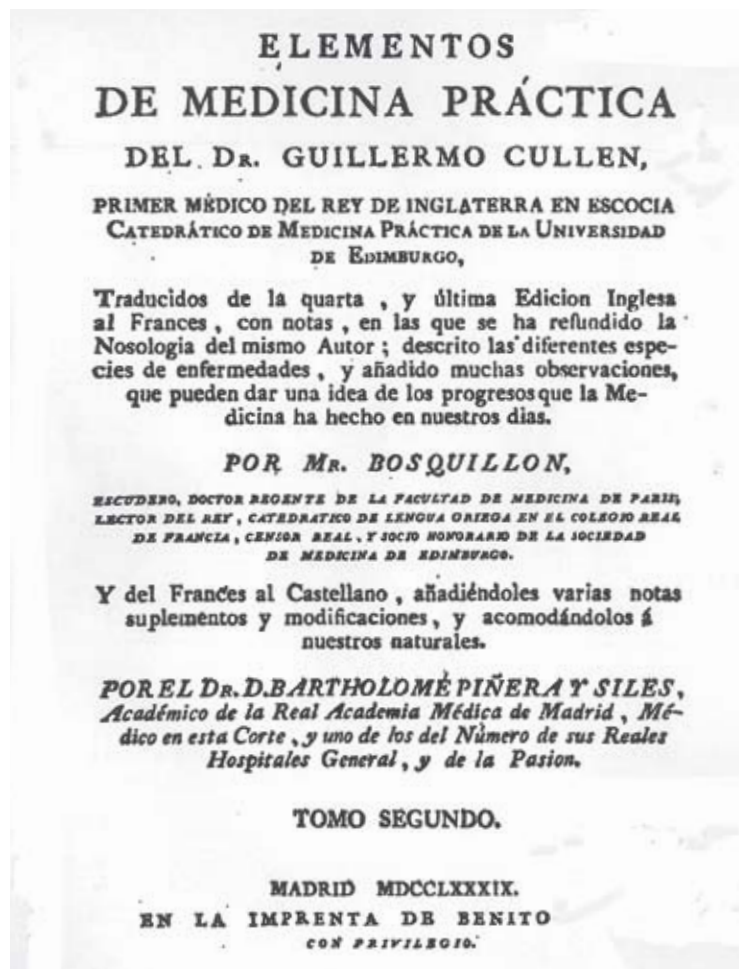 ELEMENTOS
DE MEDICINA PRÁCTICA
DEL DR. GUILLERMO CULLEN,
PRIMER MÉDICO DEL REY DE INGLATERRA EN ESCOCIA
CATEDRÁTICO DE MEDICINA PRÁCTICA DE LA UNIVERSIDAD
DE EDIMBURGO,
Traducidos de la quarta , y última Edicion Inglesa
al Frances , con notas , en las que se ha refundido la
Nosologia del mismo Autor ; descrito las diferentes espe-
cies de enfermedades , y añadido muchas observaciones,
que pueden dar una idea de los progresos que la Me-
dicina ha hecho en nuestros dias.
POR MR. BOSQUILLON,
ESCUDERO, DOCTOR REGENTE DE LA FACULTAD DE MEDICINA DE PARIS,
LECTOR DEL REY, CATEDRATICO DE LENGUA GRIEGA EN EL COLEGIO REAL
DE FRANCIA, CENSOR REAL, Y SOCIO HONORARIO DE LA SOCIEDAD
DE MEDICINA DE EDIMBURGO.
Y del Frances al Castellano , añadiéndoles varias notas
suplementos y modificaciones, y acomodándolos á
nuestros naturales.
POR EL DR. D. BARTHOLOMÉ PIÑERA Y SILES,
Académico de la Real Academia Médica de Madrid , Mé-
dico en esta Corte , y uno de los del Número de sus Reales
Hospitales General, y de la Pasion.
TOMO SEGUNDO.
MADRID MDCCLXXXIX.
EN LA IMPRENTA DE BENITO
CON PRIVILEGIO.